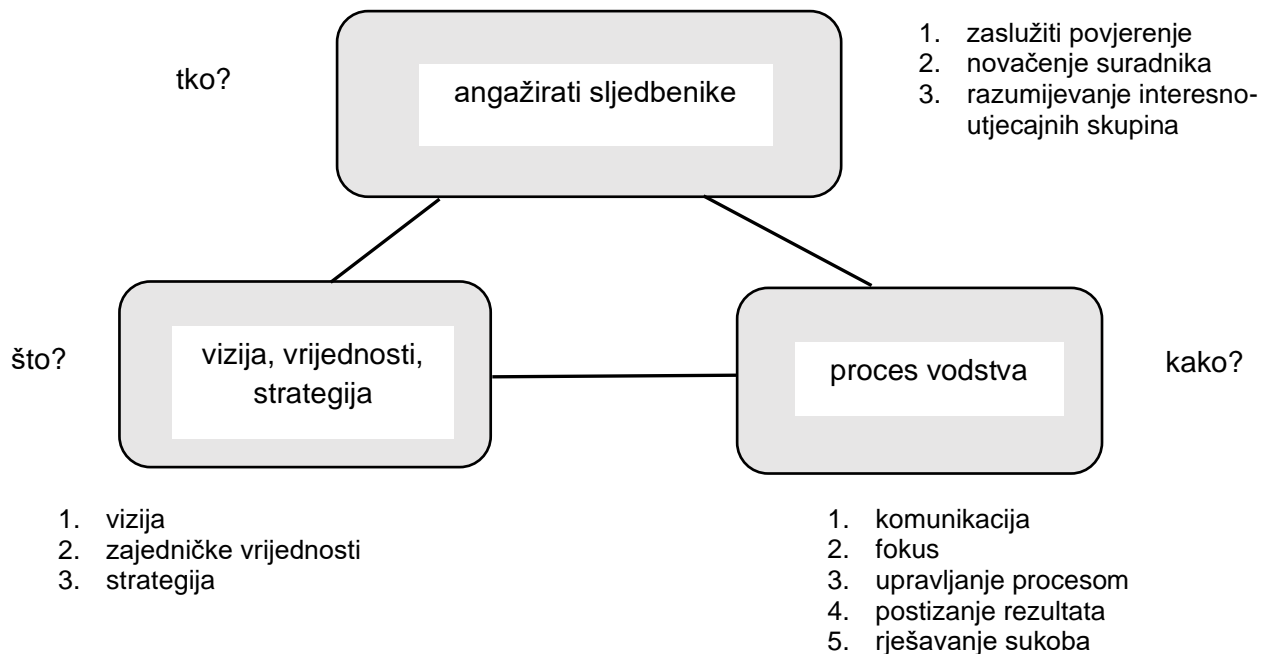 tko?
angažirati sljedbenike
1. zaslužiti povjerenje
2. novačenje suradnika
3. razumijevanje interesno-
utjecajnih skupina
što?
vizija, vrijednosti,
strategija
proces vodstva
kako?
1. vizija
2. zajedničke vrijednosti
3. strategija
1. komunikacija
2. fokus
3. upravljanje procesom
4. postizanje rezultata
5. rješavanje sukoba